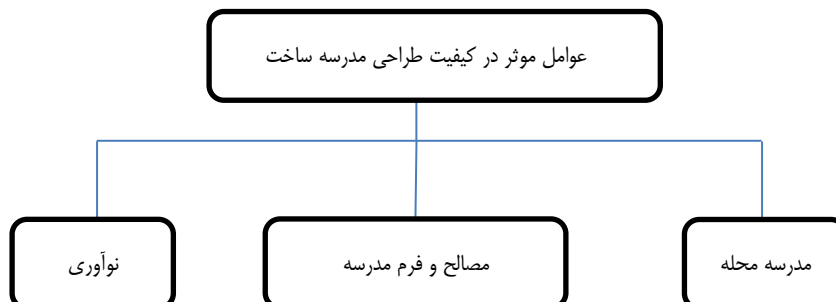 عوامل موثر در کیفیت طراحی مدرسه ساخت
مدرسه محله
مصالح و فرم مدرسه
نوآوری